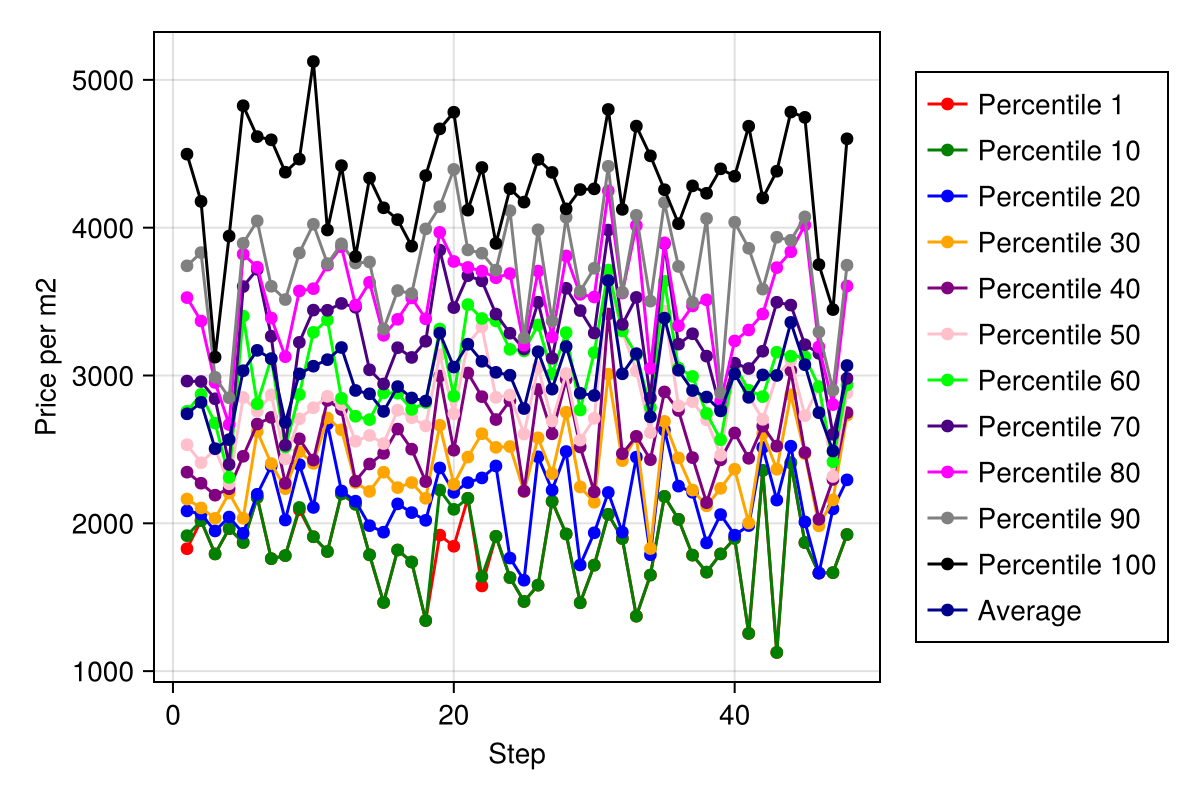 5000
4000
3000
2000
1000
Price per m2
0 20 40
Step
Percentile 1
Percentile 10
Percentile 20
Percentile 30
Percentile 40
Percentile 50
Percentile 60
Percentile 70
Percentile 80
Percentile 90
Percentile 100
Average